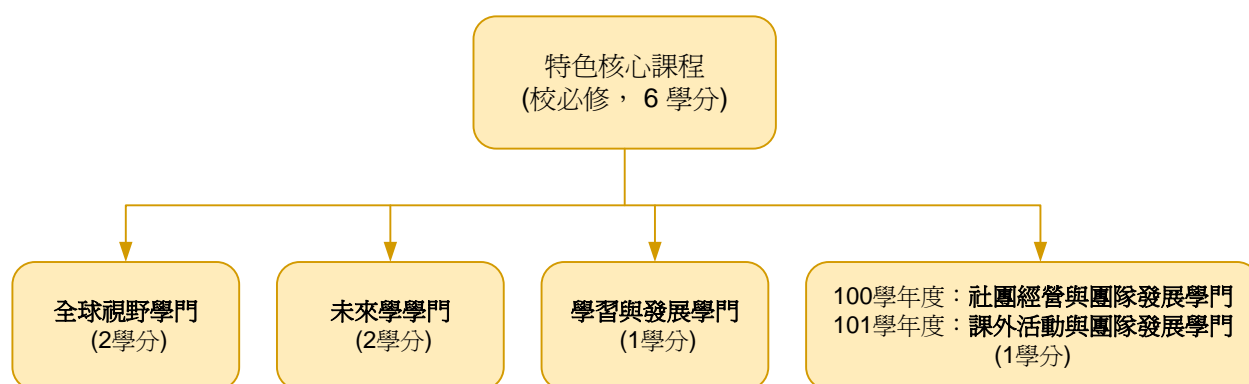 特色核心課程
(校必修， 6 學分)
全球視野學門
(2學分)
未來學學門
(2學分)
學習與發展學門
(1學分)
100學年度：社團經營與團隊發展學門
101學年度：課外活動與團隊發展學門
(1學分)